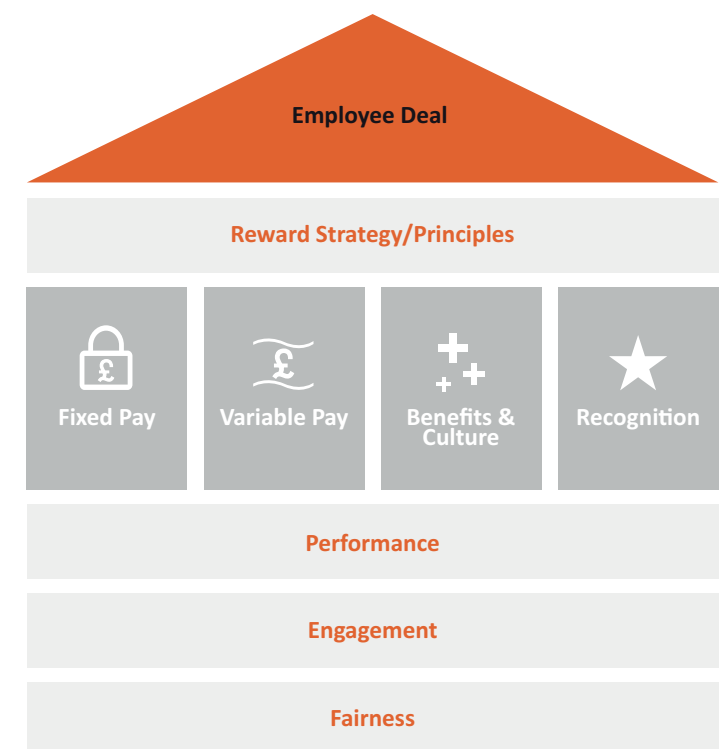 Employee Deal
Reward Strategy/Principles
£
Fixed Pay
£
Variable Pay
Benefits &
Culture
Recognition
Performance
Engagement
Fairness